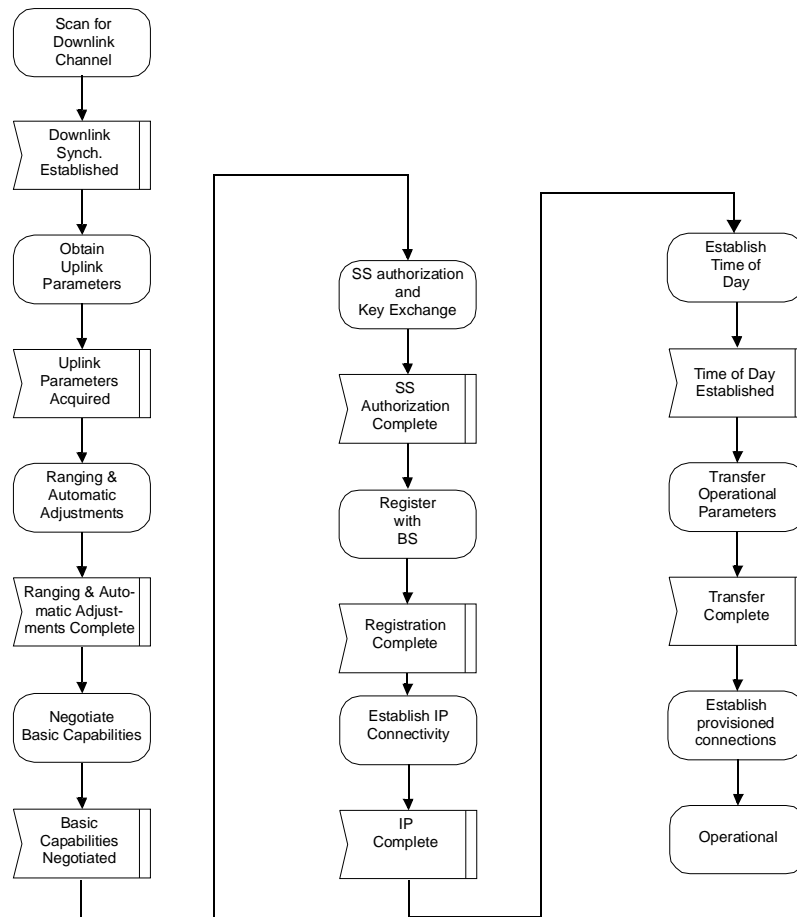 Scan for
Downlink
Channel
Downlink
Synch.
Established
Obtain
Uplink
Parameters
Uplink
Parameters
Acquired
Ranging &
Automatic
Adjustments
Ranging & Auto-
matic Adjust-
ments Complete
Negotiate
Basic Capabilities
Basic
Capabilities
Negotiated
SS authorization
and
Key Exchange
SS
Authorization
Complete
Register
with
BS
Registration
Complete
Establish IP
Connectivity
IP
Complete
Establish
Time of
Day
Time of Day
Established
Transfer
Operational
Parameters
Transfer
Complete
Establish
provisioned
connections
Operational